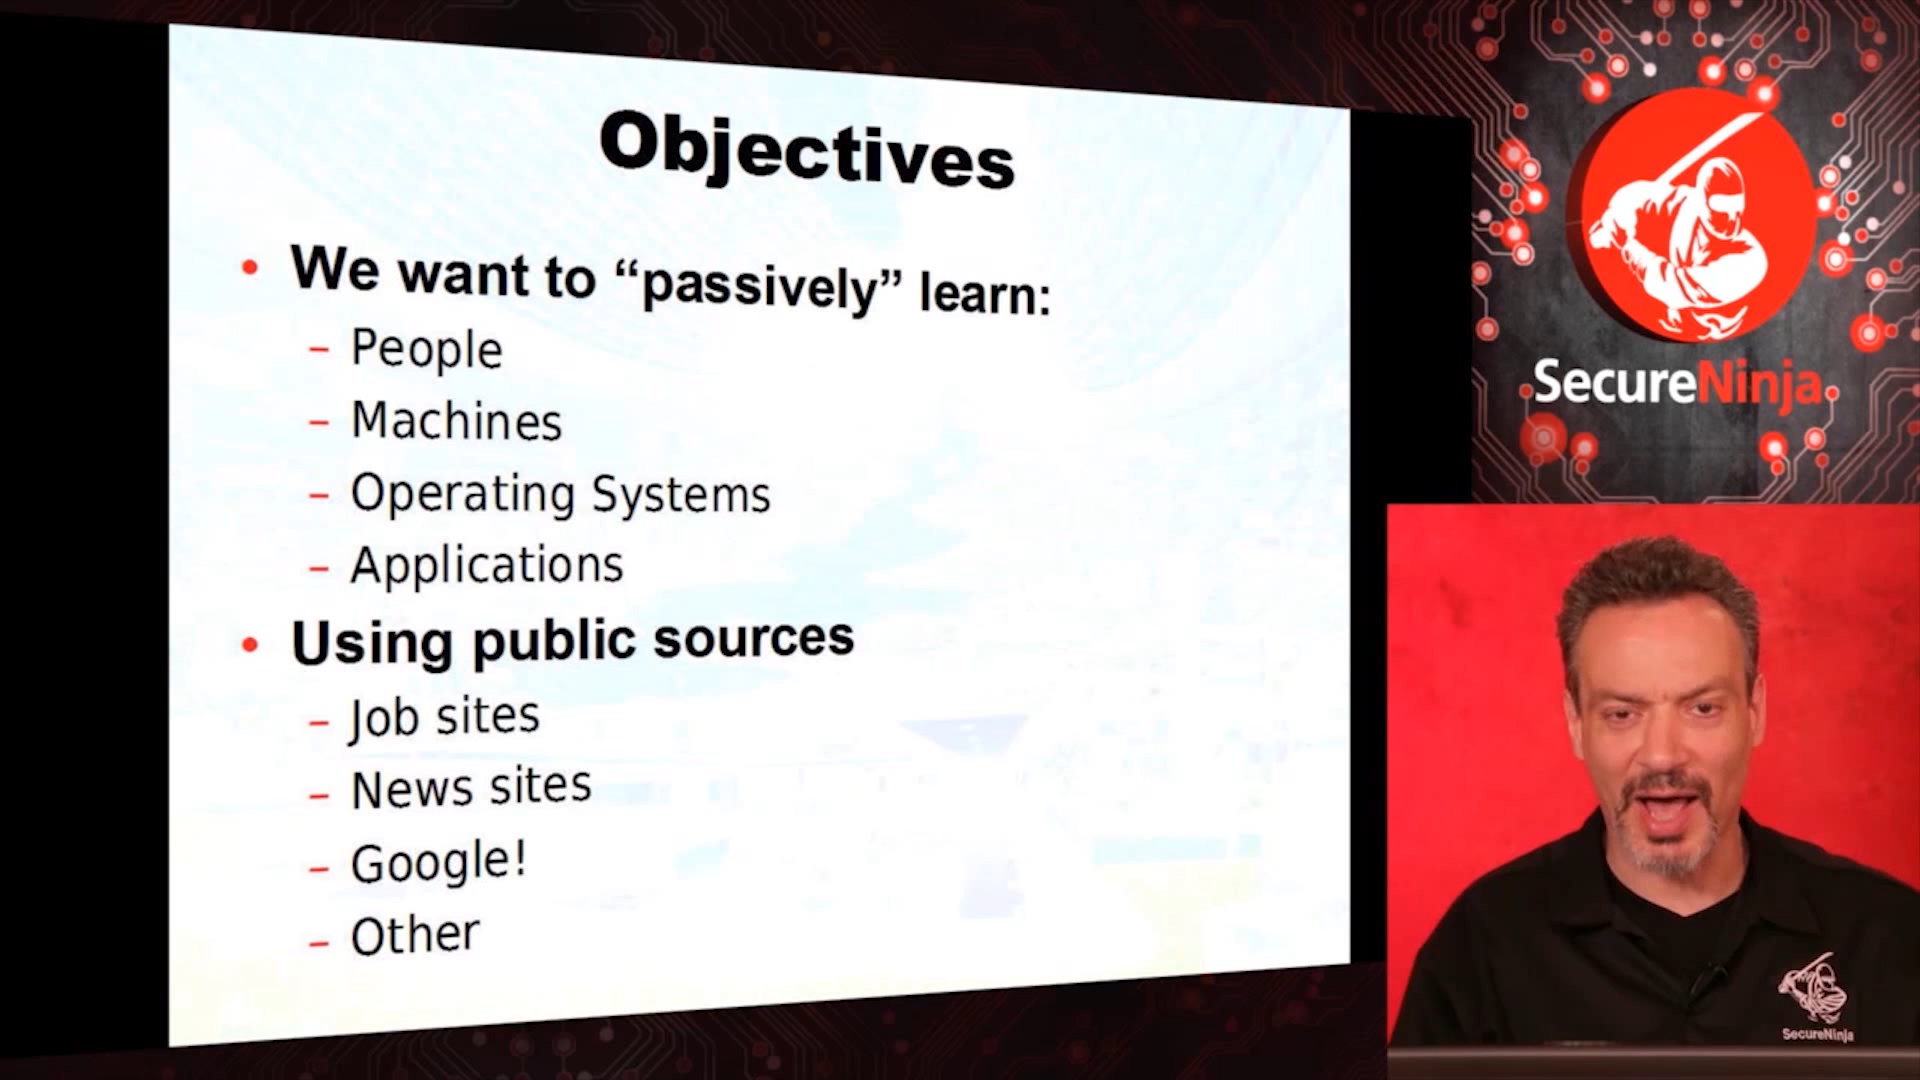 Objectives
• We want to “passively” learn:
– People
– Machines
– Operating Systems
– Applications
• Using public sources
– Job sites
– News sites
– Google!
– Other
SecureNinja
SecureNinja